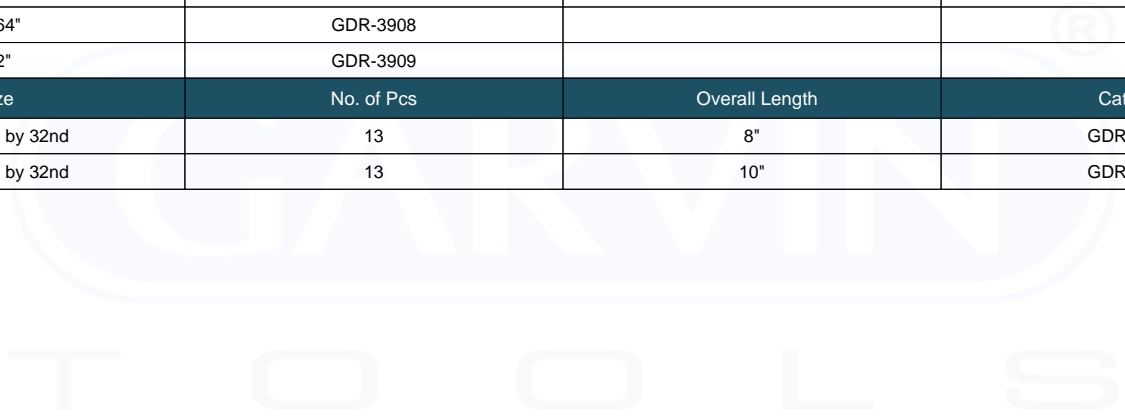 64" GDR-3908
2" GDR-3909
ze No. of Pcs Overall Length Cat
by 32nd 13 8" GDR
by 32nd 13 10" GDR
GARVIN ®
TOOLS